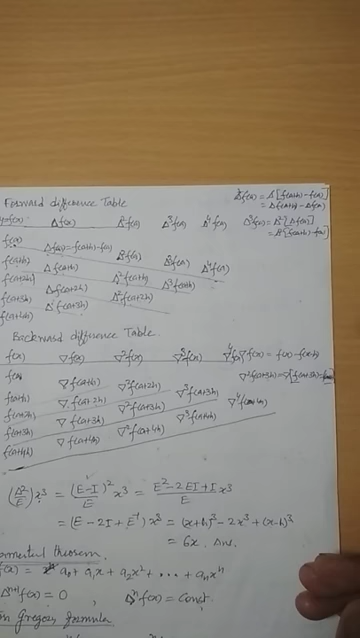 Forward difference Table
Δ²f(a) = Δ[f(a+h)-f(a)]
= Δf(a+h) - Δf(a)
f(x) Δf(x) Δ²f(x) Δ³f(x) Δ⁴f(x) Δ³f(a) = Δ²[Δf(a)]
= Δ²[f(a+h)-f(a)]
f(a)
Δf(a)=f(a+h)-f(a)
f(a+h) Δ²f(a) Δ³f(a) Δ⁴f(a)
Δf(a+h)
f(a+2h) Δ²f(a+h) Δ³f(a+h)
Δf(a+2h)
f(a+3h) Δ²f(a+2h)
Δf(a+3h)
f(a+4h)
Backward difference Table.
f(x) ∇f(x) ∇²f(x) ∇³f(x) ∇⁴f(x) ∇f(x) = f(x)-f(x-h)
f(a)
∇f(a+h)
f(a+h) ∇²f(a+2h)
∇f(a+2h) ∇³f(a+3h)
f(a+2h) ∇²f(a+3h) ∇⁴f(a+4h)
∇f(a+3h) ∇³f(a+4h)
f(a+3h) ∇²f(a+4h)
∇f(a+4h)
f(a+4h)
(Δ²/E)x³ = (E-I)²/E x³ = E²-2EI+I/E x³
= (E-2I+E⁻¹)x³ = (x+h)³-2x³+(x-h)³
= 6x. Ans.
theorem.
f(x) = a₀+a₁x+a₂x²+ ... +aₙxⁿ
Δⁿ⁺¹f(x)=0 , Δⁿf(x)= Const.
Gregory formula